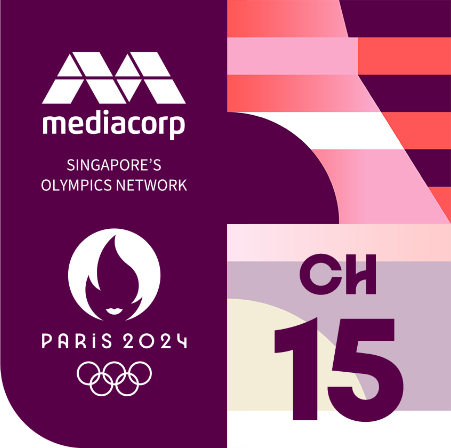 mediacorp
SINGAPORE'S
OLYMPICS NETWORK
PARIS 2024
CH
15